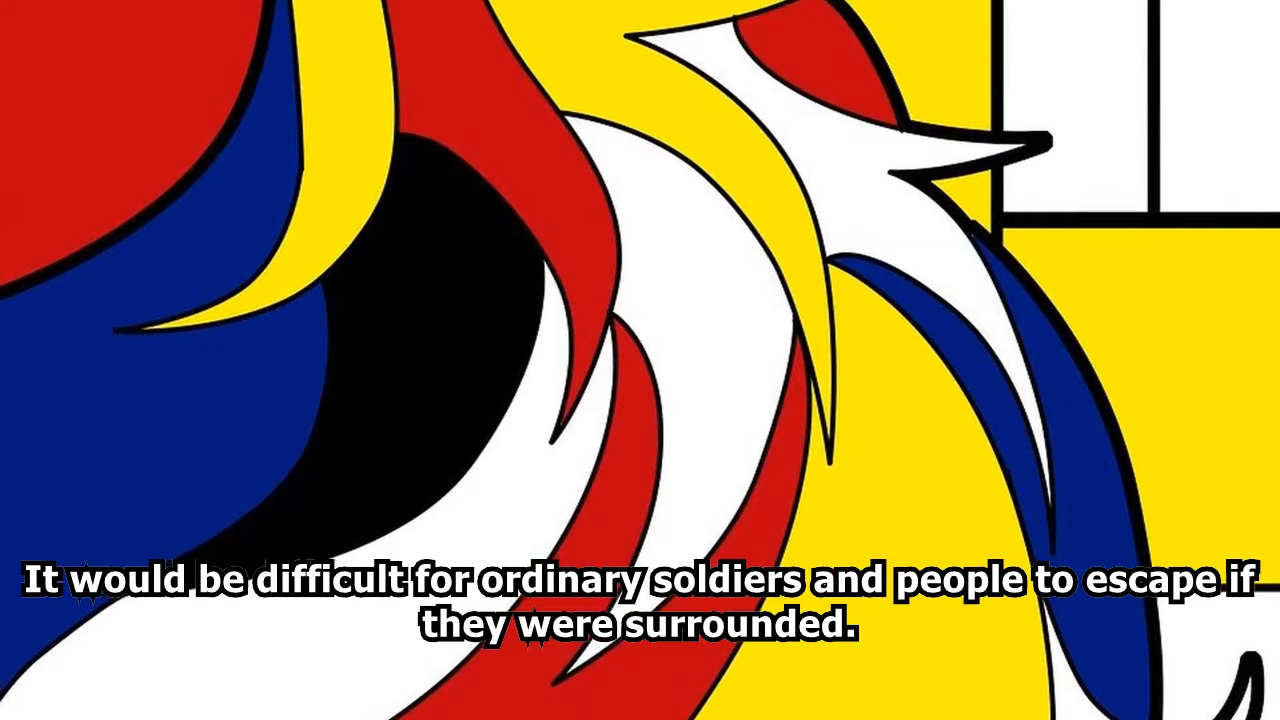 It would be difficult for ordinary soldiers and people to escape if
they were surrounded.